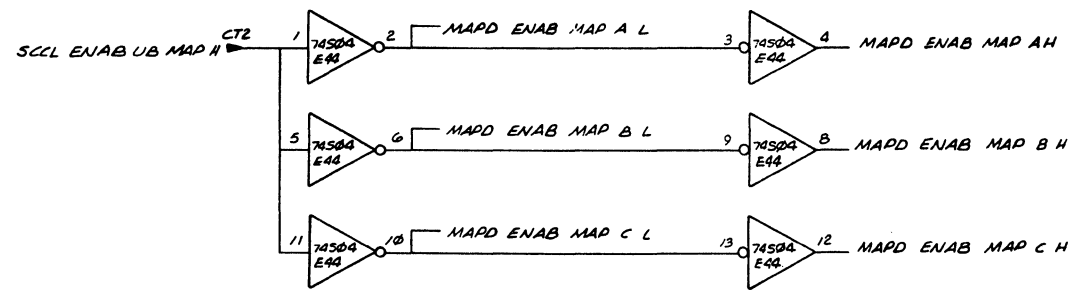 CT2
SCCL ENAB UB MAP H
1
74S04
E44
2
MAPD ENAB MAP A L
3
74S04
E44
4
MAPD ENAB MAP A H
5
74S04
E44
6
MAPD ENAB MAP B L
9
74S04
E44
8
MAPD ENAB MAP B H
11
74S04
E44
10
MAPD ENAB MAP C L
13
74S04
E44
12
MAPD ENAB MAP C H